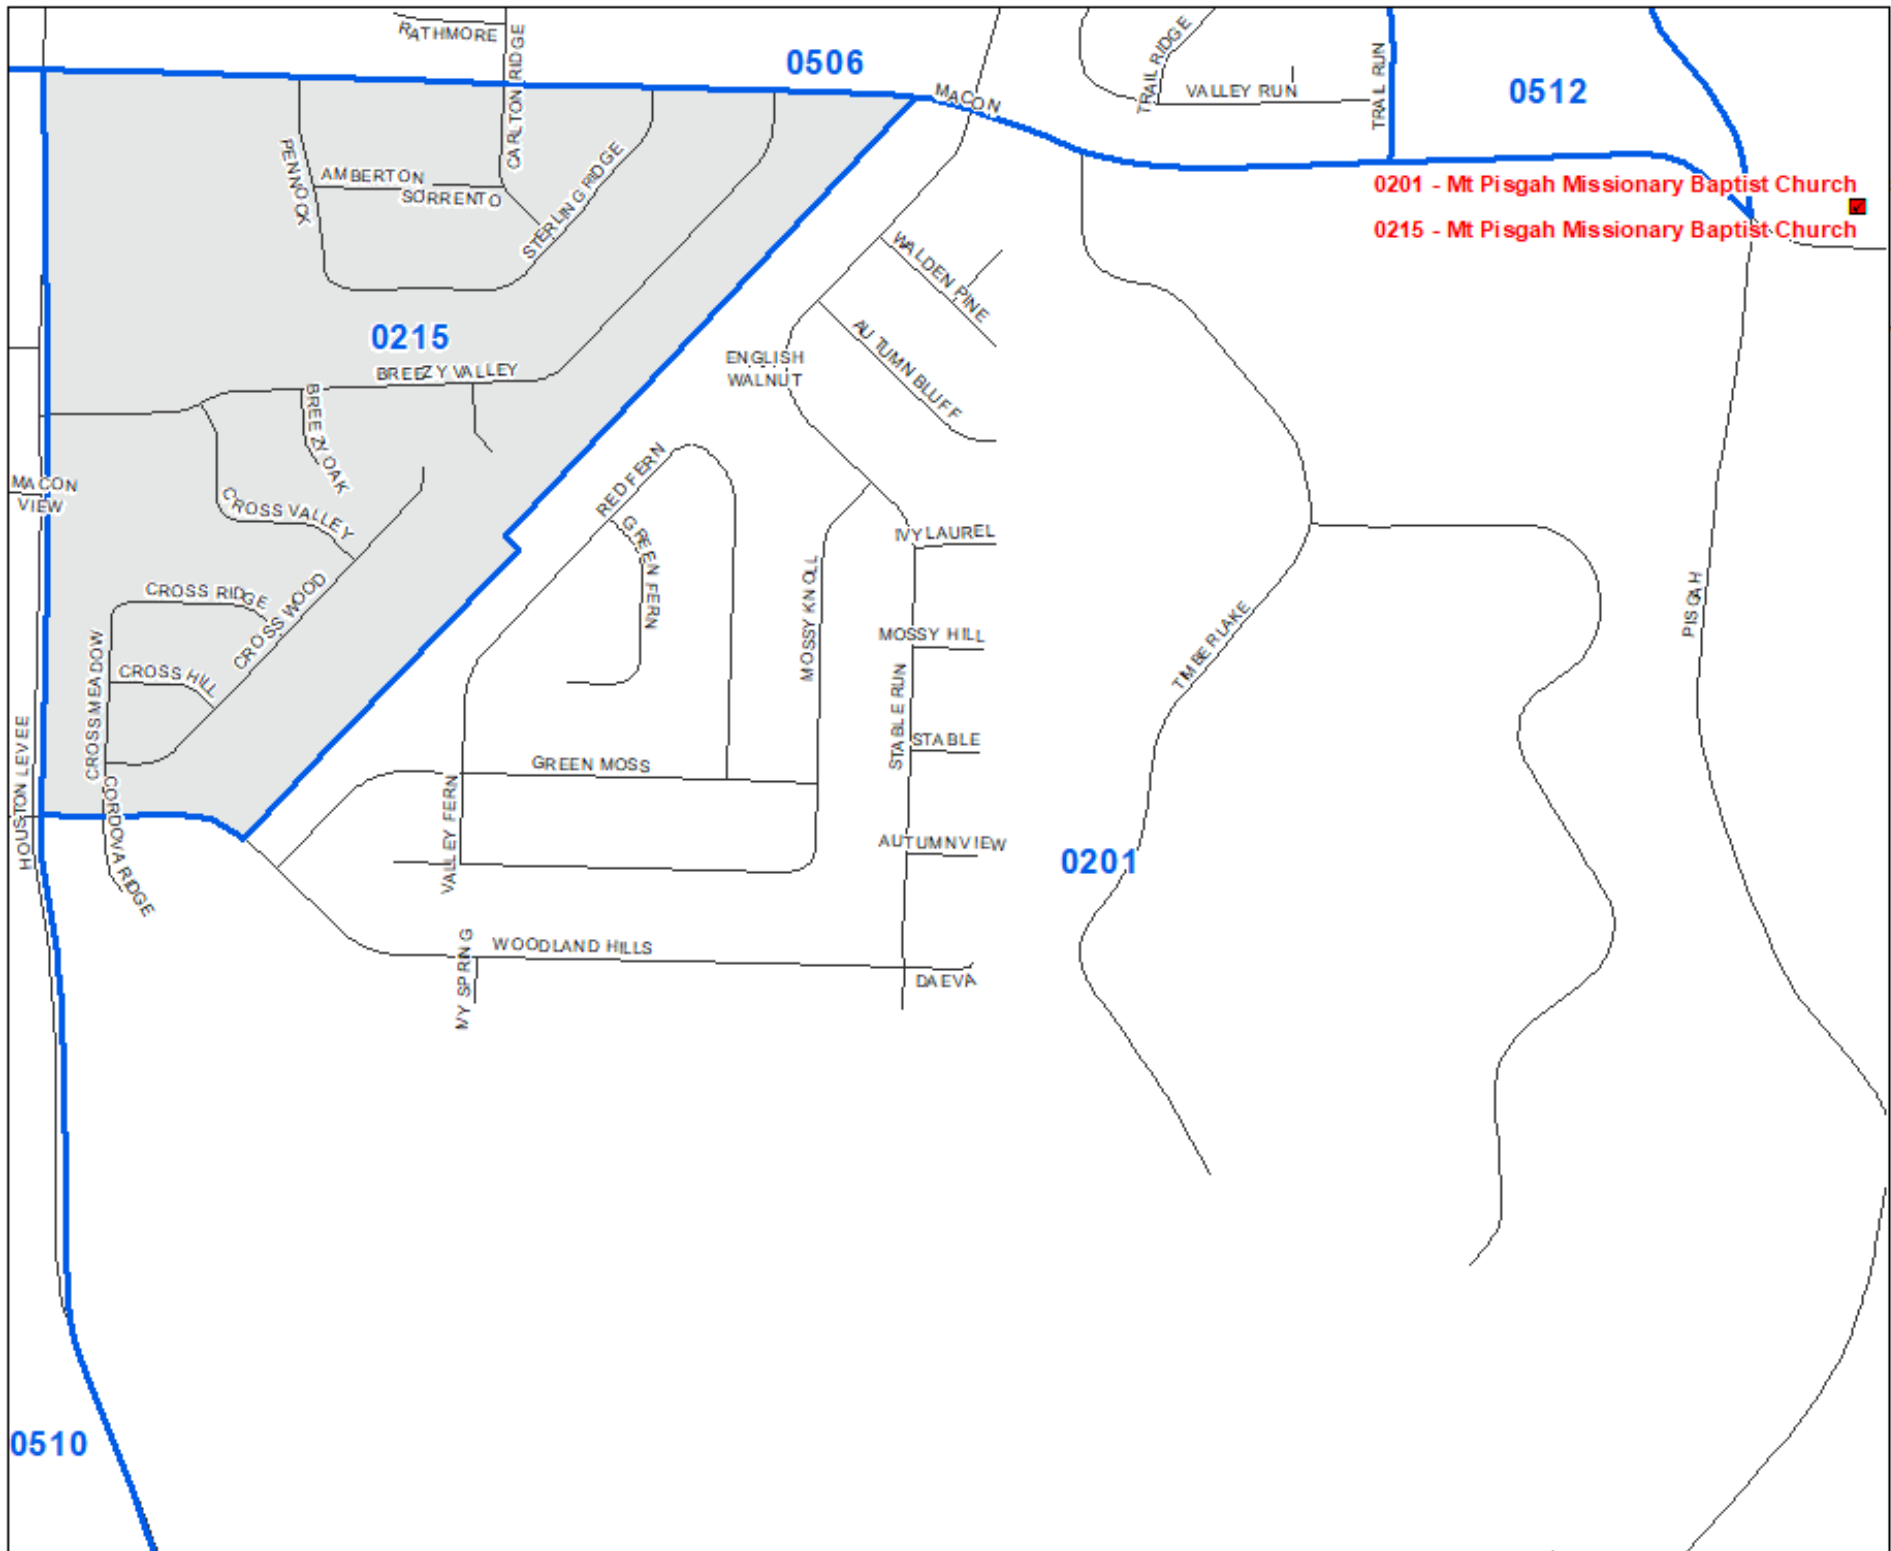 RATHMORE
CARLTON RIDGE
0506
MACON
TRAIL RIDGE
VALLEY RUN
TRAIL RUN
0512
PENNOCK
AMBERTON
SORRENTO
STERLING RIDGE
0201 - Mt Pisgah Missionary Baptist Church
0215 - Mt Pisgah Missionary Baptist Church
WALDEN PINE
0215
ENGLISH
WALNUT
AUTUMN BLUFF
BREEZY VALLEY
BREEZY OAK
MACON
VIEW
CROSS VALLEY
RED FERN
GREEN FERN
IVY LAUREL
MOSSY KNOLL
CROSS RIDGE
CROSS WOOD
CROSS MEADOW
CROSS HILL
MOSSY HILL
STABLE RUN
STABLE
TIMBERLAKE
PISGAH
HOUSTON LEVEE
CORDOVA RIDGE
GREEN MOSS
VALLEY FERN
AUTUMN VIEW
0201
IVY SPRING
WOODLAND HILLS
DAEVA
0510